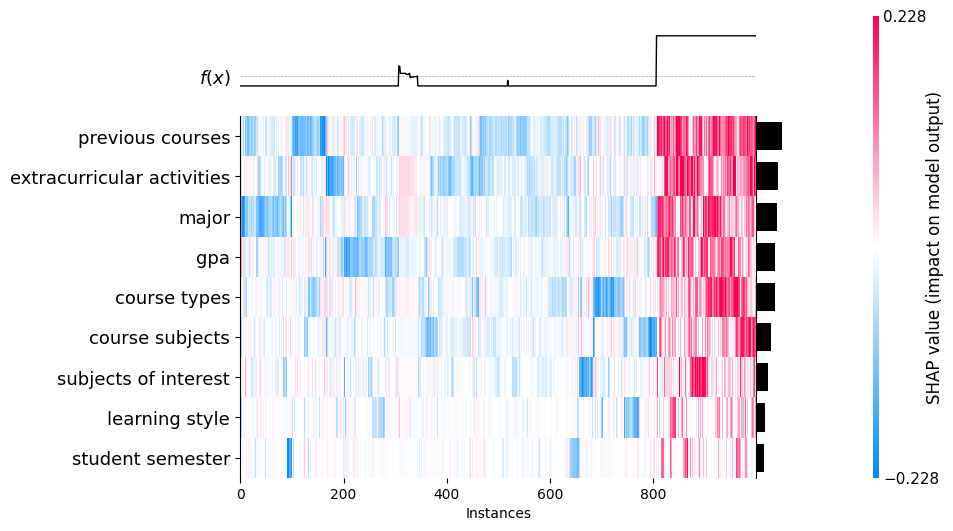 0.228
f(x)
previous courses
extracurricular activities
major
gpa
course types
course subjects
subjects of interest
learning style
student semester
0 200 400 600 800
Instances
SHAP value (impact on model output)
−0.228